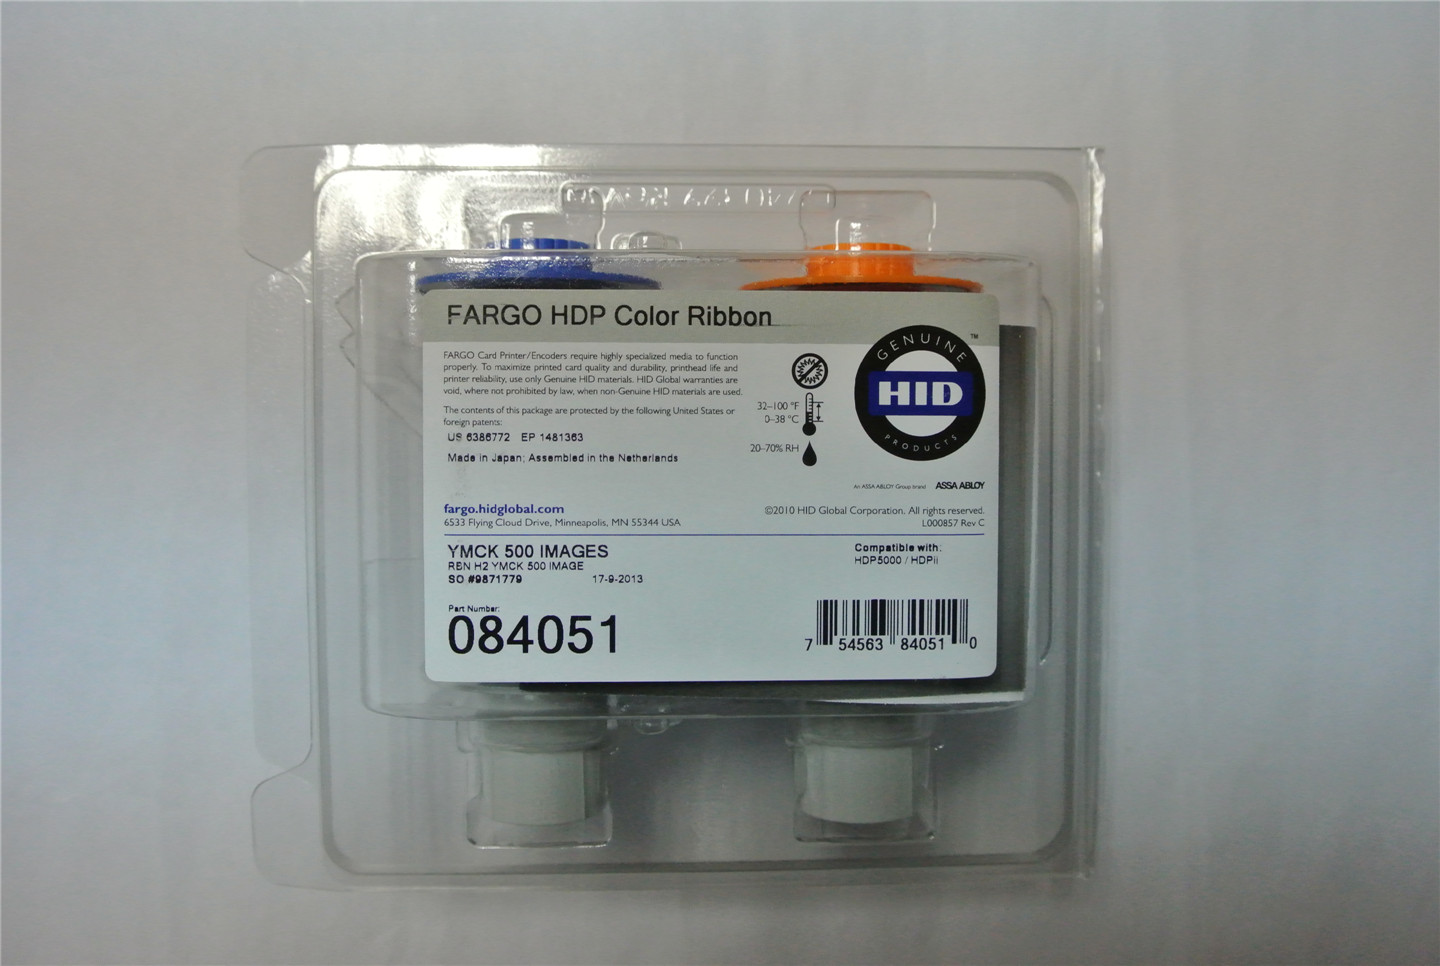 FARGO HDP Color Ribbon
FARGO Card Printer/Encoders require highly specialized media to function
properly. To maximize printed card quality and durability, printhead life and
printer reliability, use only Genuine HID materials. HID Global warranties are
void, where not prohibited by law, when non-Genuine HID materials are used.
The contents of this package are protected by the following United States or
foreign patents:
US 6386772 EP 1481363
Made in Japan; Assembled in the Netherlands
32–100 °F
0–38 °C
20–70% RH
GENUINE
™
HID
PRODUCTS
An ASSA ABLOY Group brand ASSA ABLOY
fargo.hidglobal.com
6533 Flying Cloud Drive, Minneapolis, MN 55344 USA
©2010 HID Global Corporation. All rights reserved.
L000857 Rev C
YMCK 500 IMAGES
RBN H2 YMCK 500 IMAGE
SO #9871779 17-9-2013
Compatible with:
HDP5000 / HDPii
Part Number:
084051
7 54563 84051 0